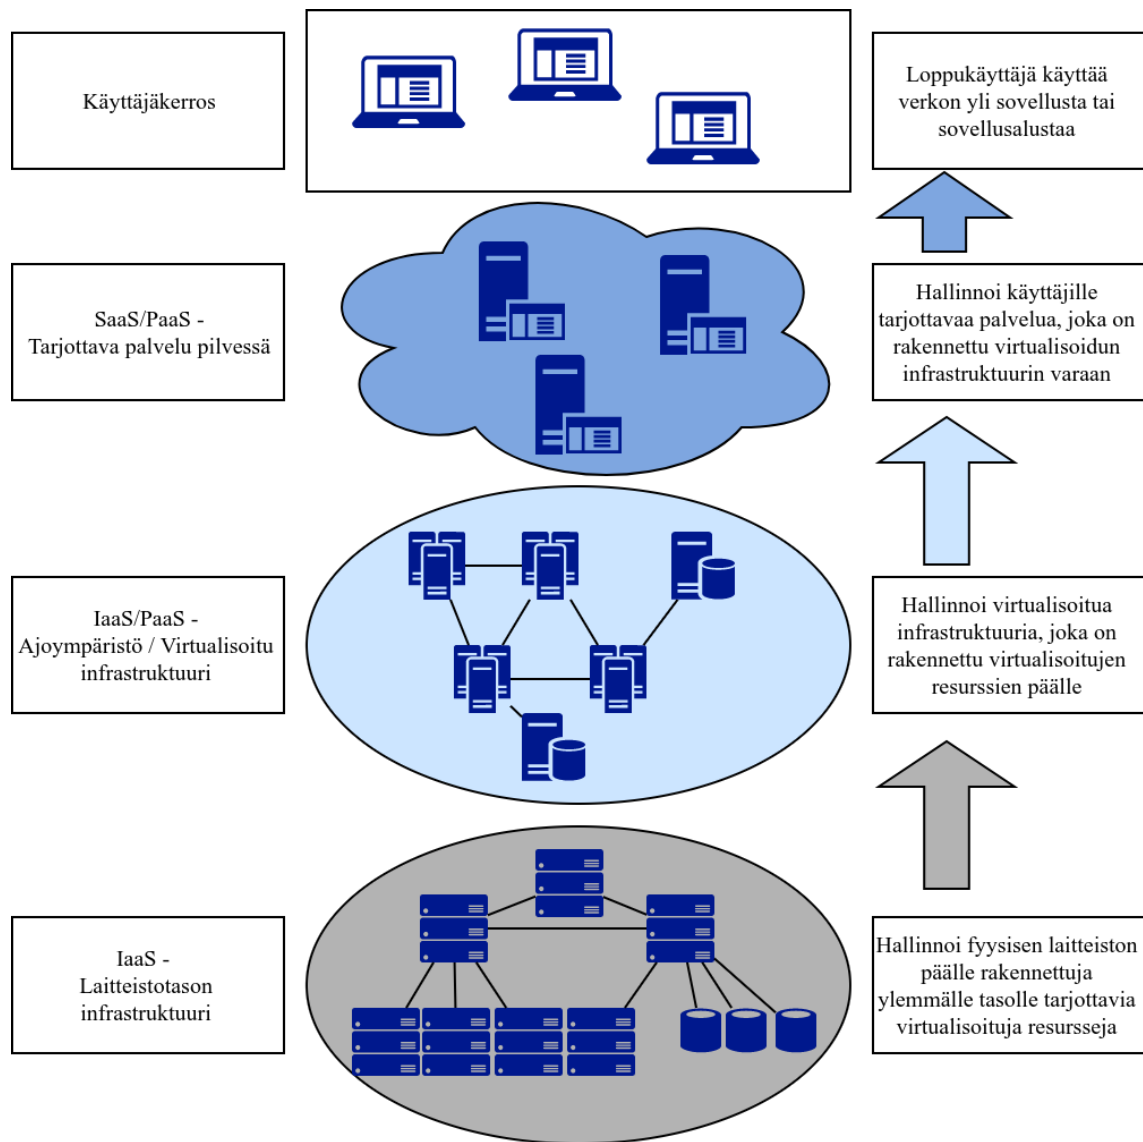 Käyttäjäkerros
Loppukäyttäjä käyttää
verkon yli sovellusta tai
sovellusalustaa
SaaS/PaaS -
Tarjottava palvelu pilvessä
Hallinnoi käyttäjille
tarjottavaa palvelua, joka on
rakennettu virtualisoidun
infrastruktuurin varaan
IaaS/PaaS -
Ajoympäristö / Virtualisoitu
infrastruktuuri
Hallinnoi virtualisoitua
infrastruktuuria, joka on
rakennettu virtualisoitujen
resurssien päälle
IaaS -
Laitteistotason
infrastruktuuri
Hallinnoi fyysisen laitteiston
päälle rakennettuja
ylemmälle tasolle tarjottavia
virtualisoituja resursseja